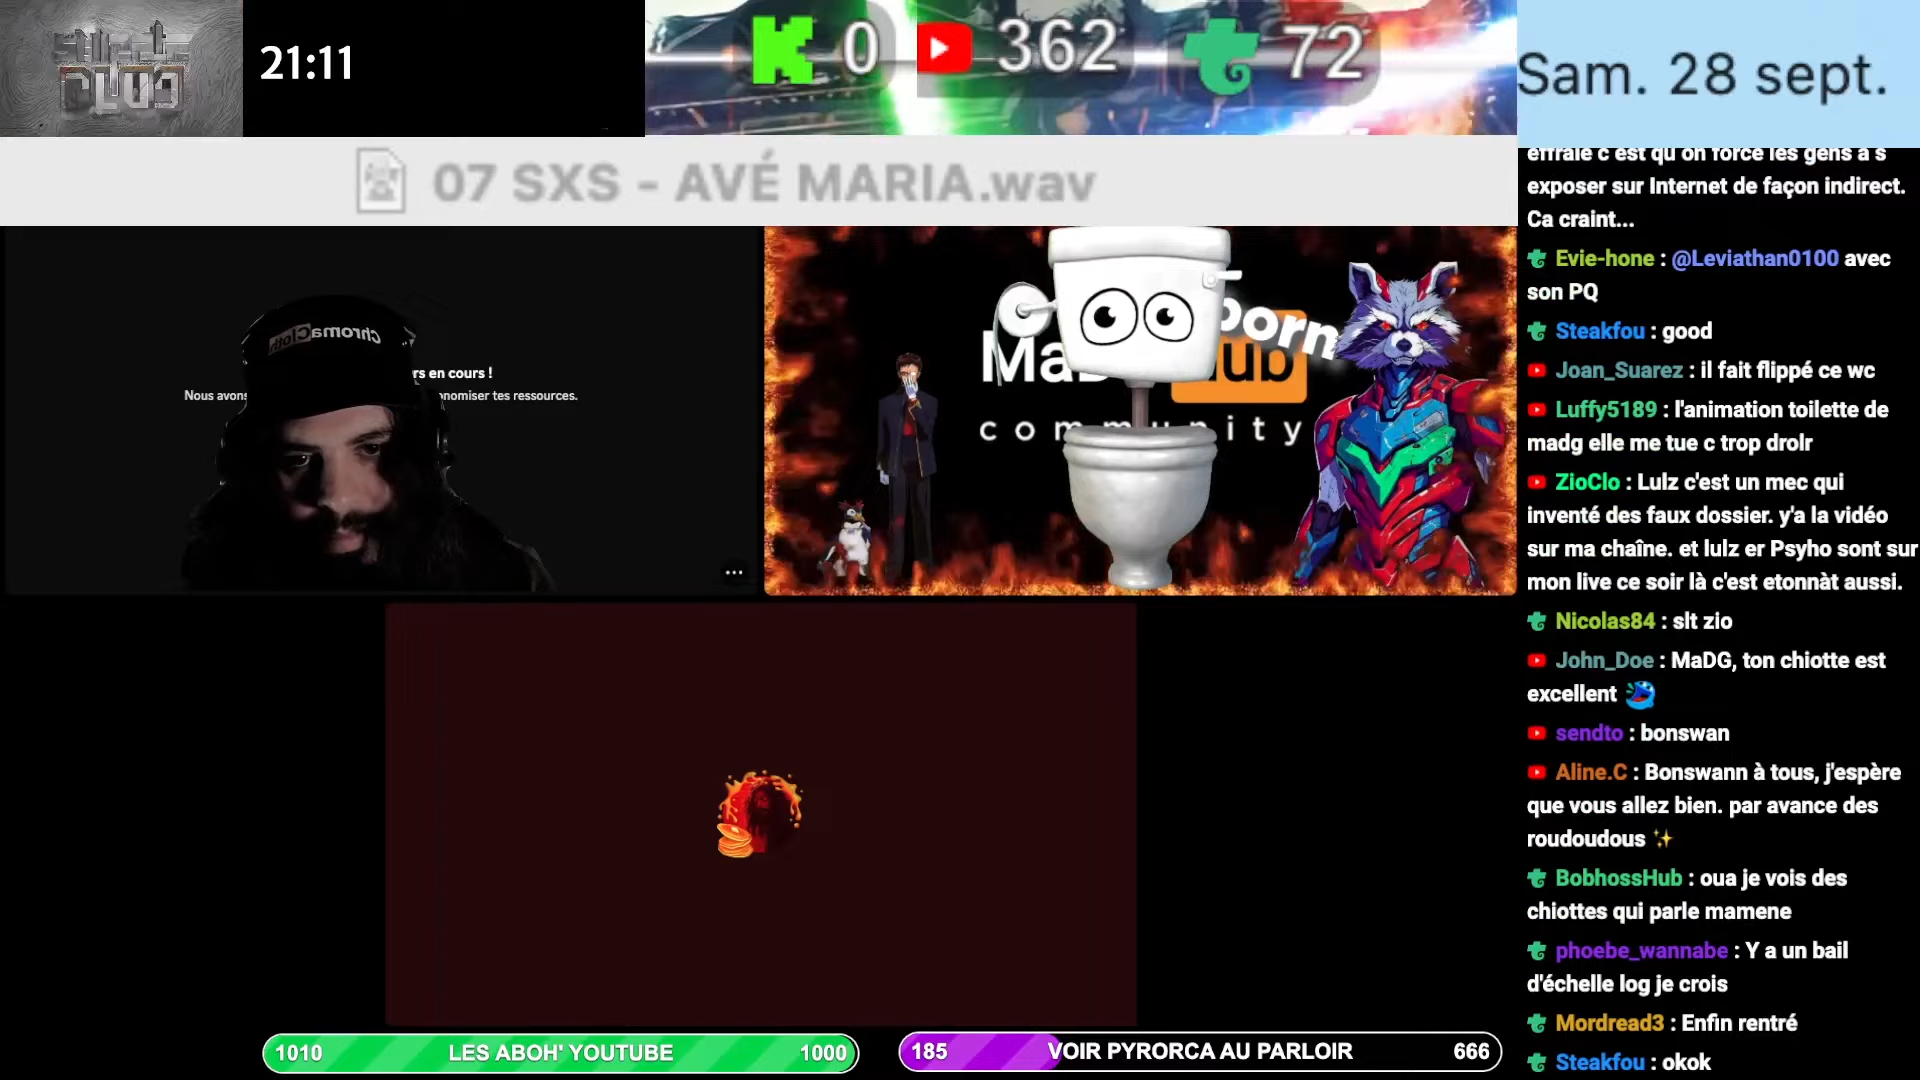 21:11
0
362
72
Sam. 28 sept.
07 SXS - AVÉ MARIA.wav
chromaCloth
rs en cours !
Nous avons
onomiser tes ressources.
porn
Ma
ub
community
effraie c'est qu'on force les gens à s
exposer sur Internet de façon indirect.
Ca craint...
Evie-hone : @Leviathan0100 avec
son PQ
Steakfou : good
Joan_Suarez : il fait flippé ce wc
Luffy5189 : l'animation toilette de
madg elle me tue c trop drolr
ZioClo : Lulz c'est un mec qui
inventé des faux dossier. y'a la vidéo
sur ma chaîne. et lulz er Psyho sont sur
mon live ce soir là c'est etonnàt aussi.
Nicolas84 : slt zio
John_Doe : MaDG, ton chiotte est
excellent
sendto : bonswan
Aline.C : Bonswann à tous, j'espère
que vous allez bien. par avance des
roudoudous ✨
BobhossHub : oua je vois des
chiottes qui parle mamene
phoebe_wannabe : Y a un bail
d'échelle log je crois
Mordread3 : Enfin rentré
Steakfou : okok
1010 LES ABOH' YOUTUBE 1000
185 VOIR PYRORCA AU PARLOIR 666